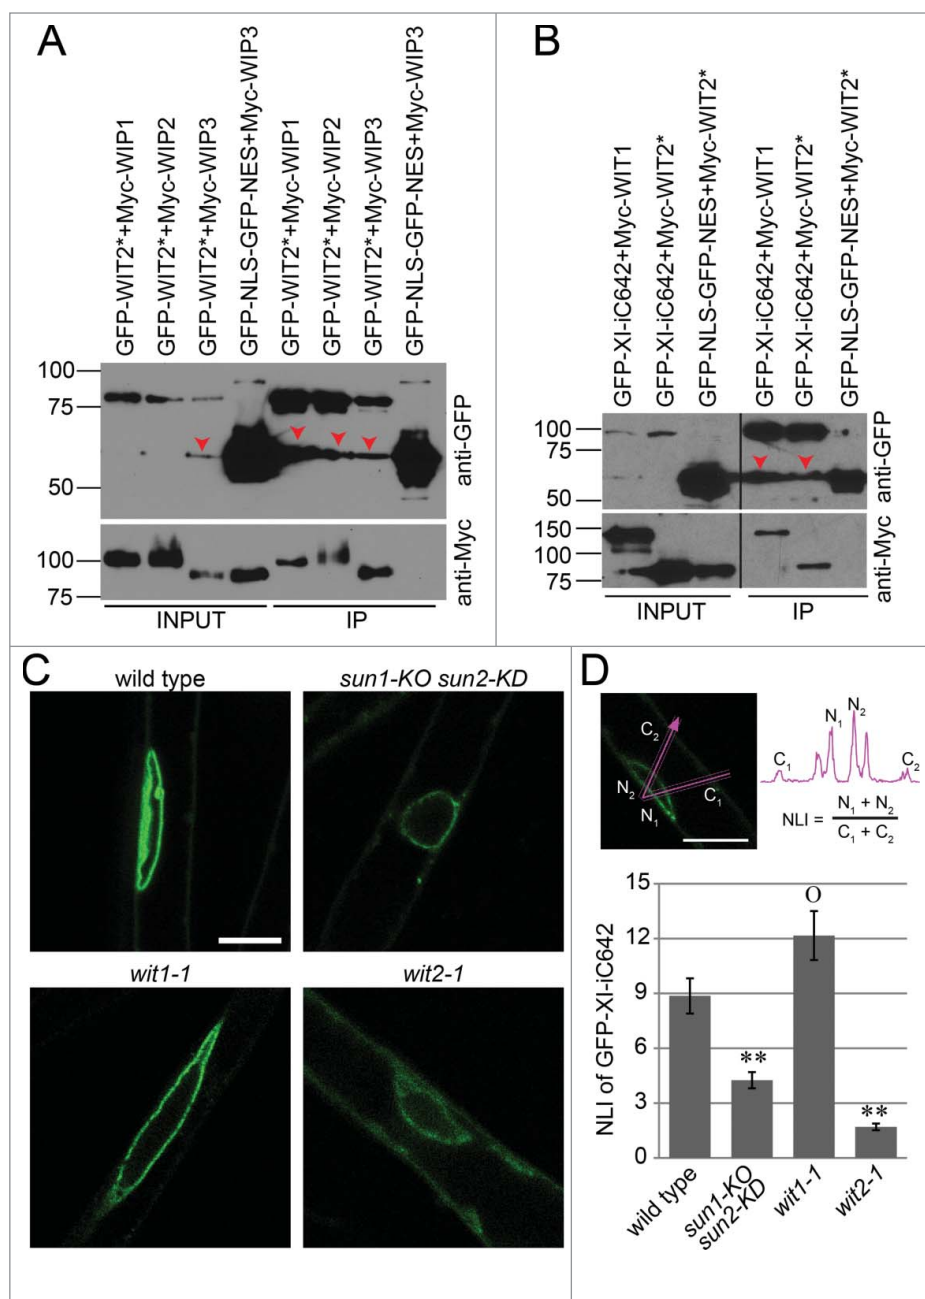 A
GFP-WIT2*+Myc-WIP1
GFP-WIT2*+Myc-WIP2
GFP-WIT2*+Myc-WIP3
GFP-NLS-GFP-NES+Myc-WIP3
GFP-WIT2*+Myc-WIP1
GFP-WIT2*+Myc-WIP2
GFP-WIT2*+Myc-WIP3
GFP-NLS-GFP-NES+Myc-WIP3
100
75
50
anti-GFP
100
75
anti-Myc
INPUT IP
B
GFP-XI-iC642+Myc-WIT1
GFP-XI-iC642+Myc-WIT2*
GFP-NLS-GFP-NES+Myc-WIT2*
GFP-XI-iC642+Myc-WIT1
GFP-XI-iC642+Myc-WIT2*
GFP-NLS-GFP-NES+Myc-WIT2*
100
75
50
anti-GFP
150
100
75
anti-Myc
INPUT IP
C
wild type
sun1-KO sun2-KD
wit1-1
wit2-1
D
C2
N2
C1
N1
C1
N1
N2
C2
NLI = N1 + N2
C1 + C2
NLI of GFP-XI-iC642
15
12
9
6
3
0
**
O
**
wild type
sun1-KO
sun2-KD
wit1-1
wit2-1